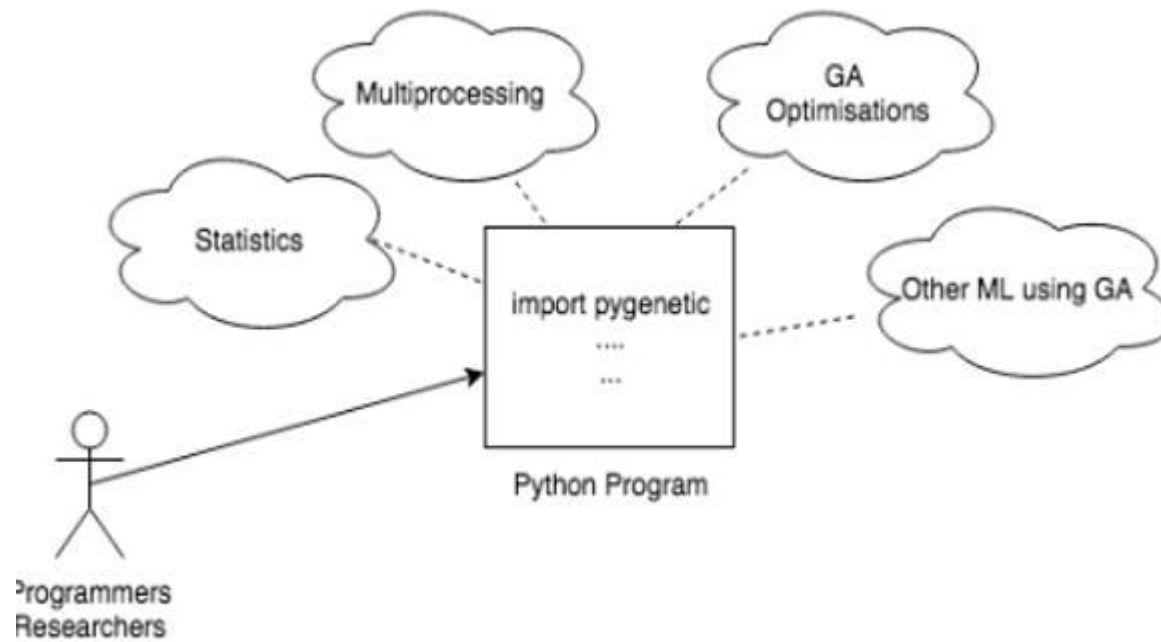 Multiprocessing
GA
Optimisations
Statistics
Other ML using GA
import pygenetic
....
...
Python Program
Programmers
Researchers